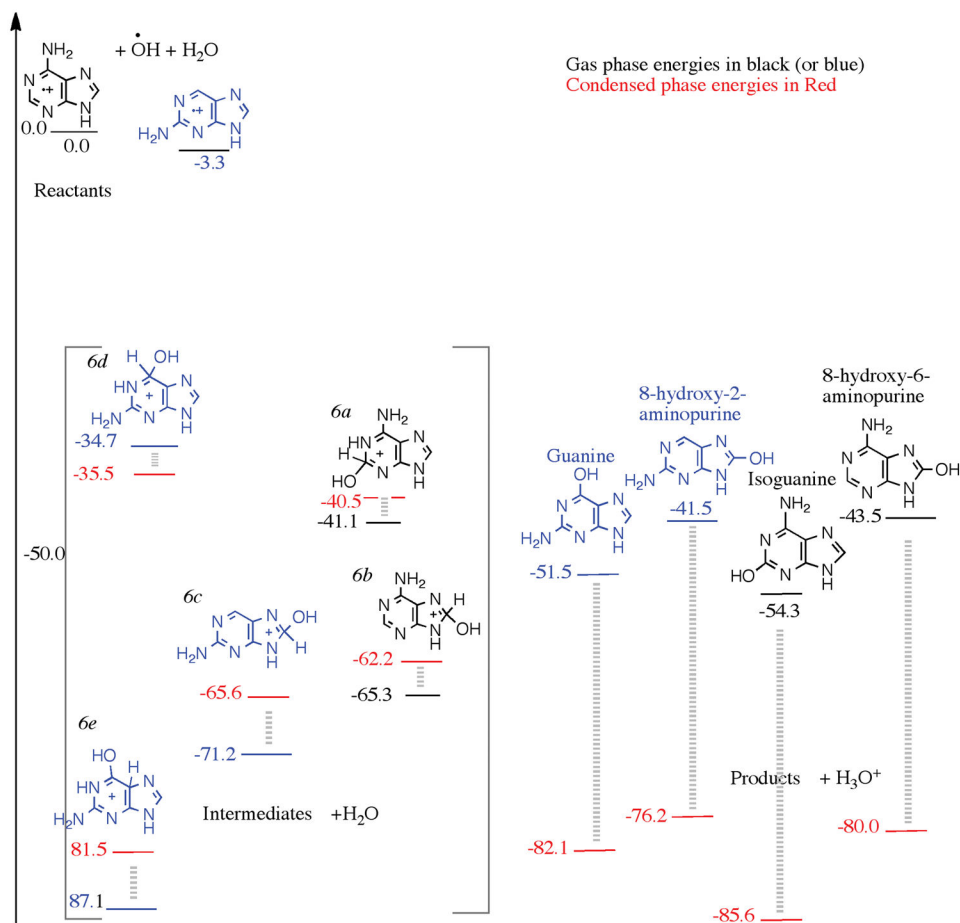 NH₂
N
N
N
N
H
•+
+ •OH + H₂O
0.0
0.0
N
N
H₂N
N
N
H
•+
-3.3
Reactants
Gas phase energies in black (or blue)
Condensed phase energies in Red
-50.0
6d
H
OH
HN
N
H₂N
N
N
H
+
-34.7
-35.5
6a
NH₂
H
HN
N
HO
N
N
H
+
-40.5
-41.1
6c
N
N
OH
H₂N
N
N
H
H
+
-65.6
-71.2
6b
NH₂
N
N
H
N
N
H
OH
+
-62.2
-65.3
6e
HO
H
HN
N
H₂N
N
N
H
+
81.5
87.1
Intermediates +H₂O
Guanine
OH
N
N
H₂N
N
N
H
-51.5
-82.1
8-hydroxy-2-
aminopurine
N
N
OH
H₂N
N
N
H
-41.5
-76.2
Isoguanine
NH₂
N
N
HO
N
N
H
-54.3
-85.6
8-hydroxy-6-
aminopurine
NH₂
N
N
OH
N
N
H
-43.5
-80.0
Products + H₃O⁺